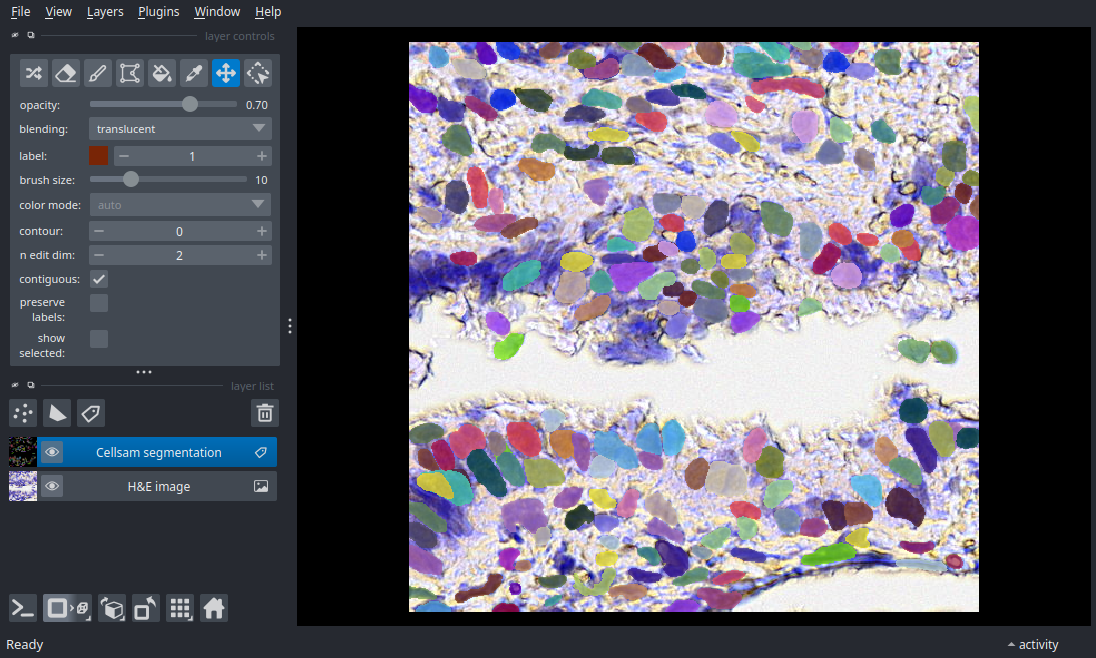 File View Layers Plugins Window Help
layer controls
opacity: 0.70
blending: translucent
label: 1
brush size: 10
color mode: auto
contour: 0
n edit dim: 2
contiguous:
preserve
labels:
show
selected:
layer list
Cellsam segmentation
H&E image
Ready
activity